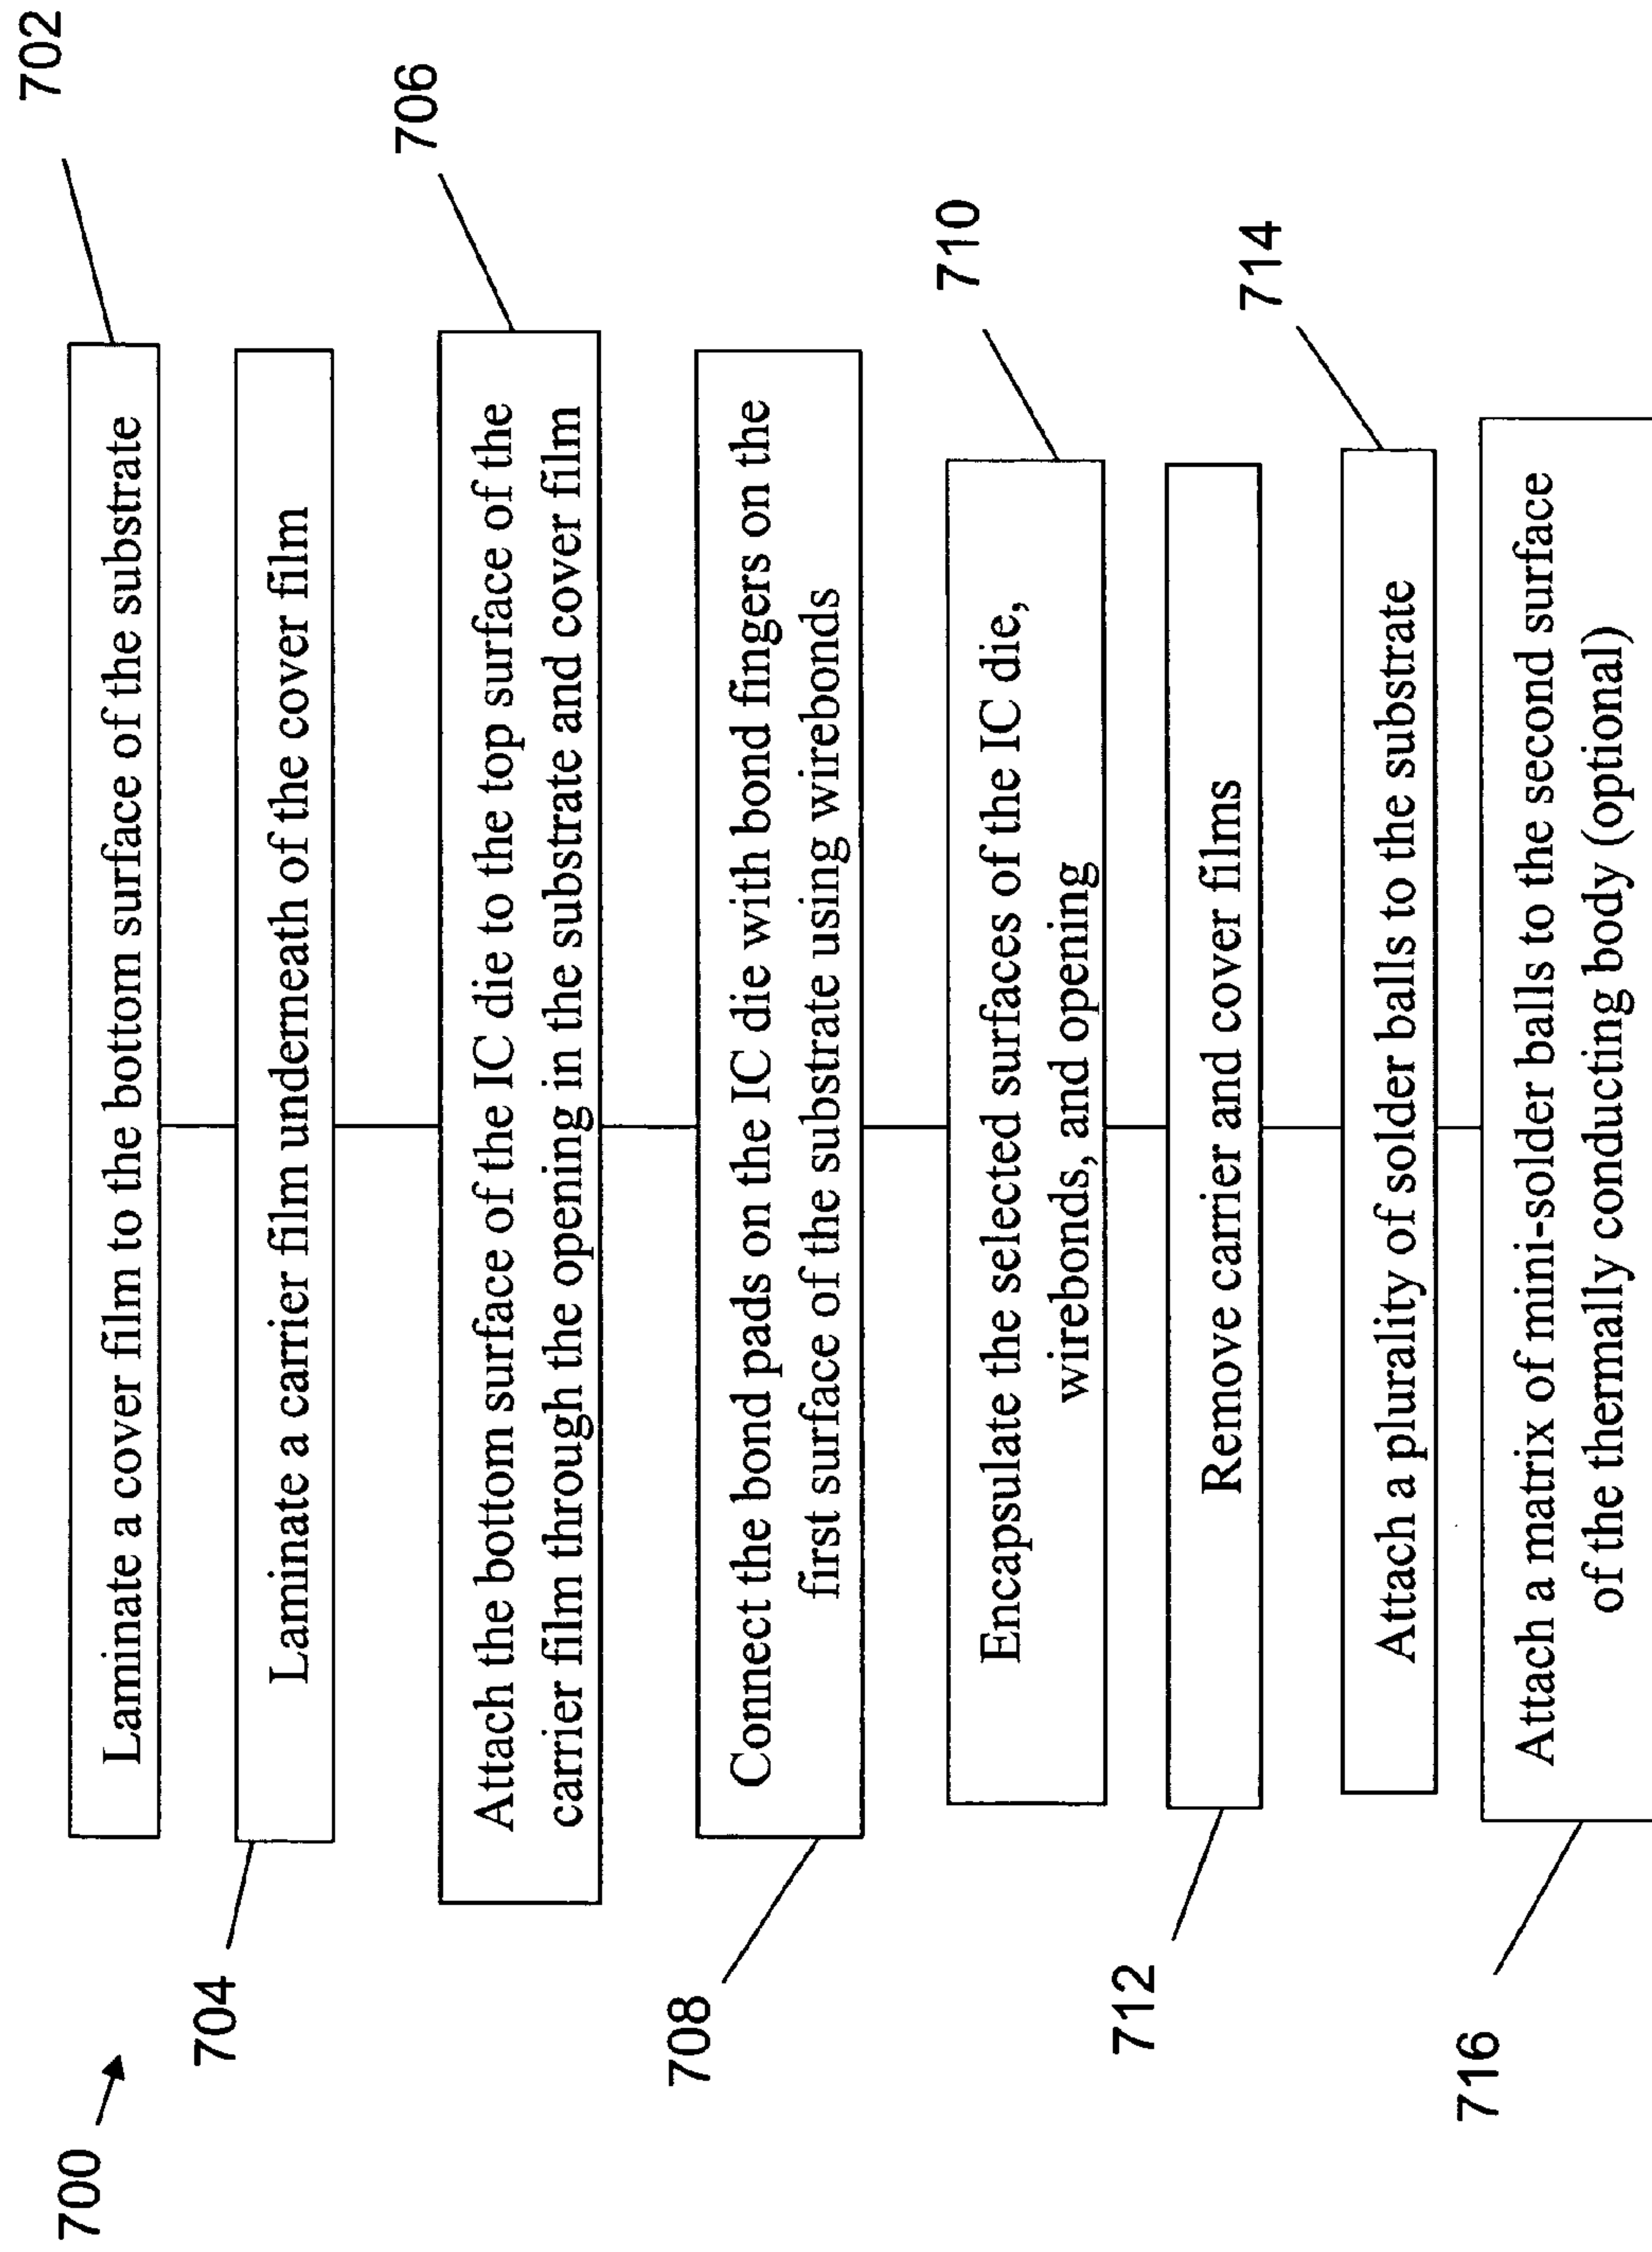 700
702
Laminate a cover film to the bottom surface of the substrate
704
Laminate a carrier film underneath of the cover film
706
Attach the bottom surface of the IC die to the top surface of the
carrier film through the opening in the substrate and cover film
708
Connect the bond pads on the IC die with bond fingers on the
first surface of the substrate using wirebonds
710
Encapsulate the selected surfaces of the IC die,
wirebonds, and opening
712
Remove carrier and cover films
714
Attach a plurality of solder balls to the substrate
716
Attach a matrix of mini-solder balls to the second surface
of the thermally conducting body (optional)